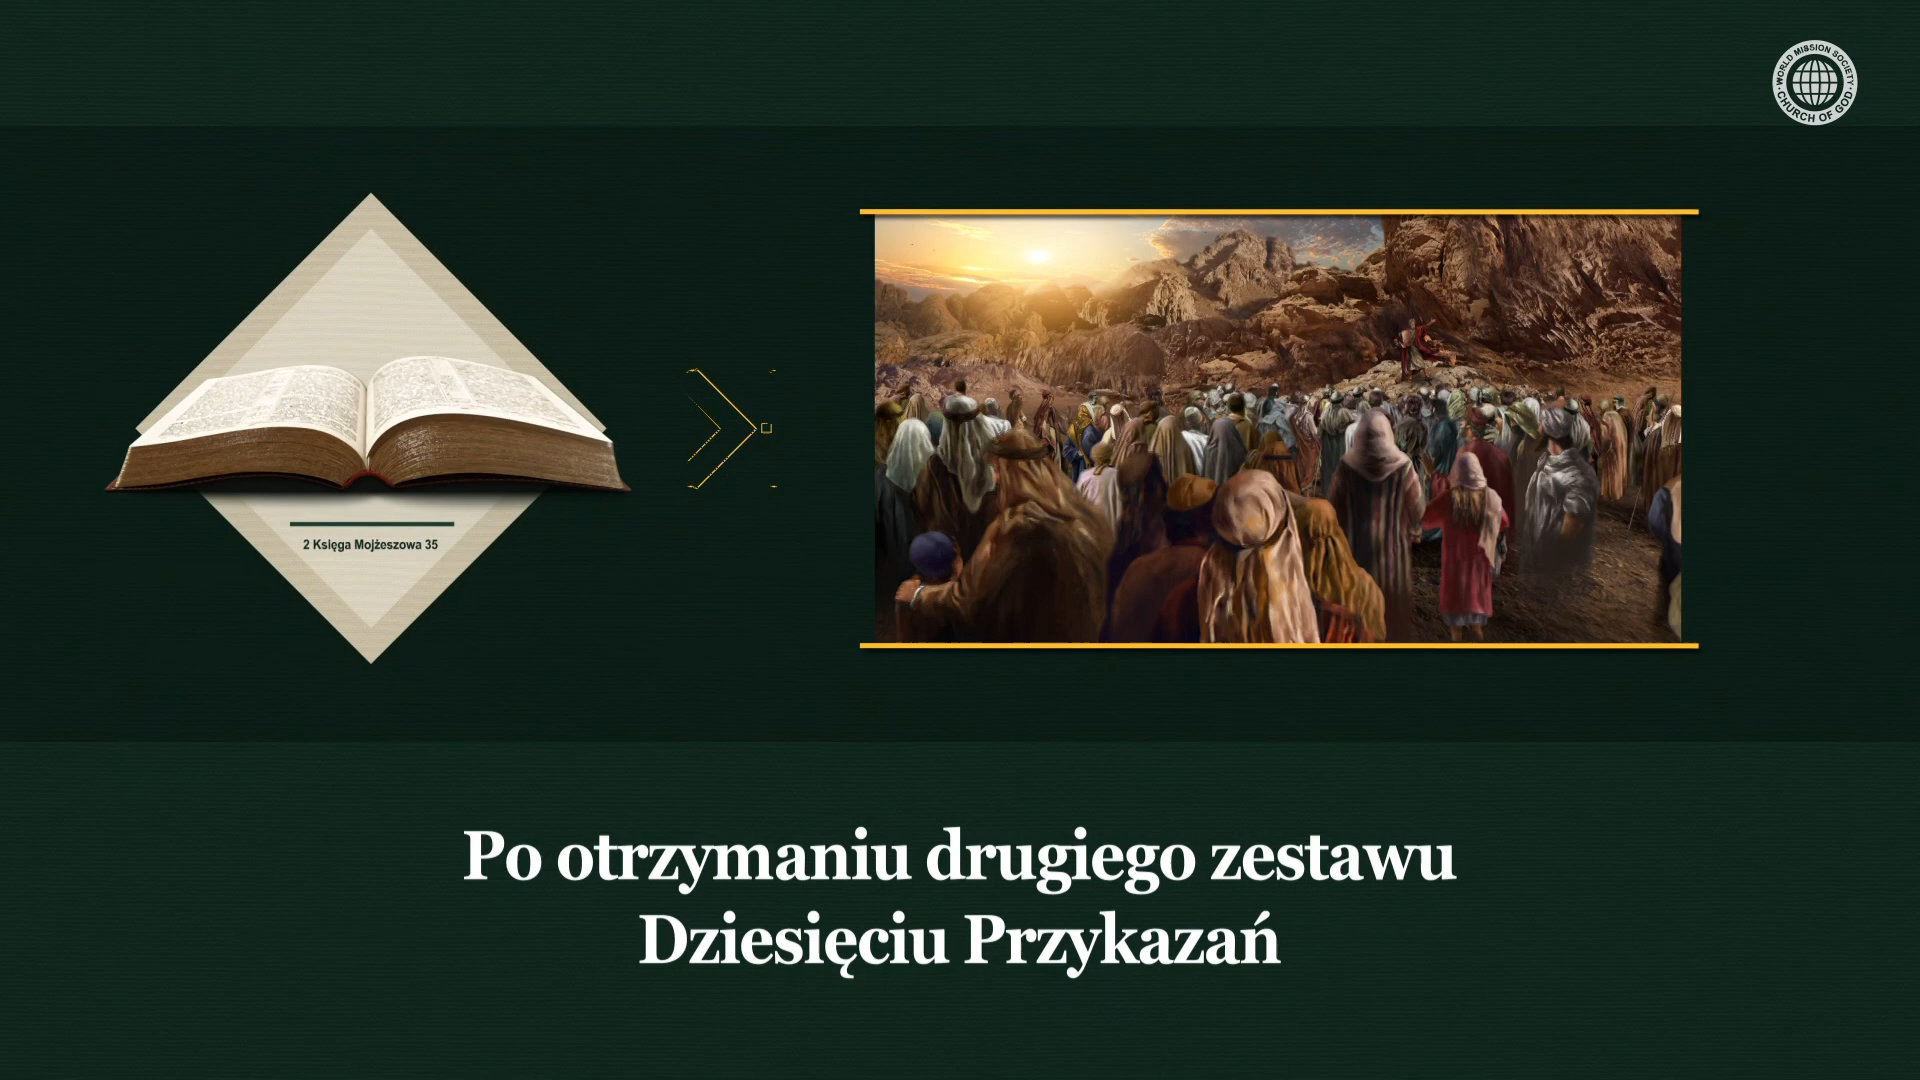 WORLD MISSION SOCIETY
CHURCH OF GOD
2 Księga Mojżeszowa 35
Po otrzymaniu drugiego zestawu
Dziesięciu Przykazań